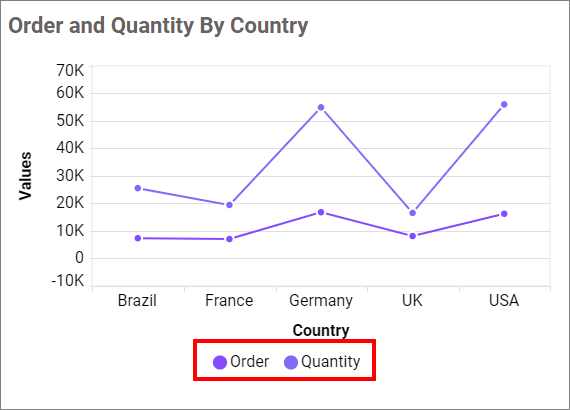 Order and Quantity By Country
70K
60K
50K
40K
30K
20K
10K
0
-10K
Values
Brazil France Germany UK USA
Country
Order Quantity